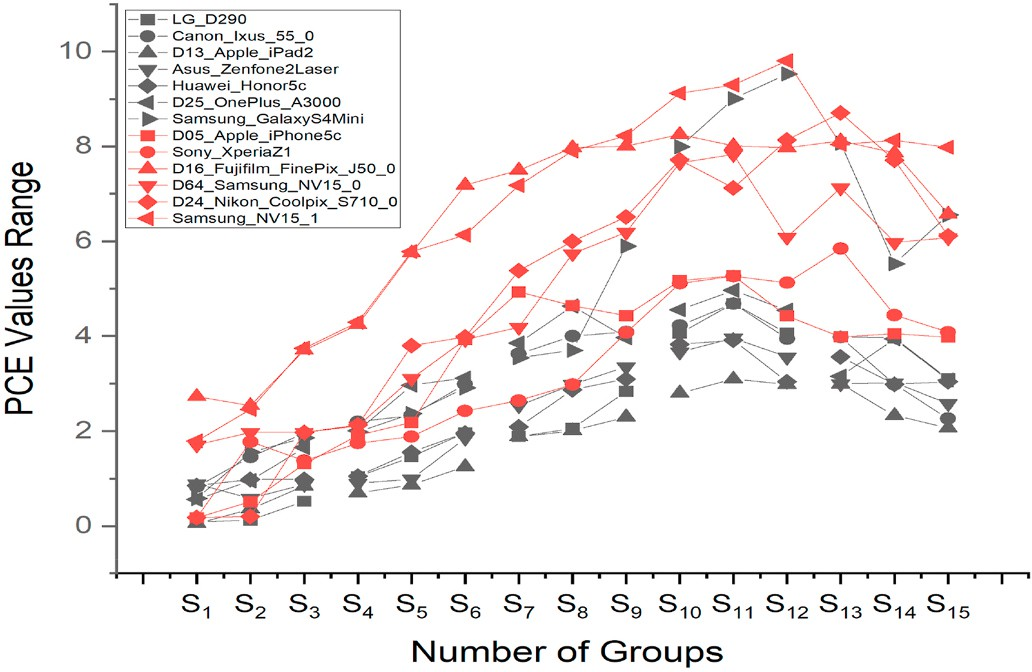 LG_D290
Canon_Ixus_55_0
D13_Apple_iPad2
Asus_Zenfone2Laser
Huawei_Honor5c
D25_OnePlus_A3000
Samsung_GalaxyS4Mini
D05_Apple_iPhone5c
Sony_XperiaZ1
D16_Fujifilm_FinePix_J50_0
D64_Samsung_NV15_0
D24_Nikon_Coolpix_S710_0
Samsung_NV15_1
PCE Values Range
10
8
6
4
2
0
S1 S2 S3 S4 S5 S6 S7 S8 S9 S10 S11 S12 S13 S14 S15
Number of Groups